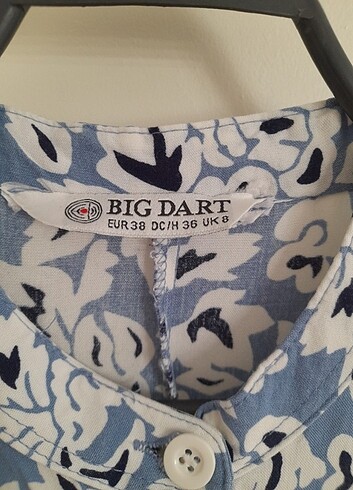 BIG DART
EUR 38 DC/H 36 UK 8